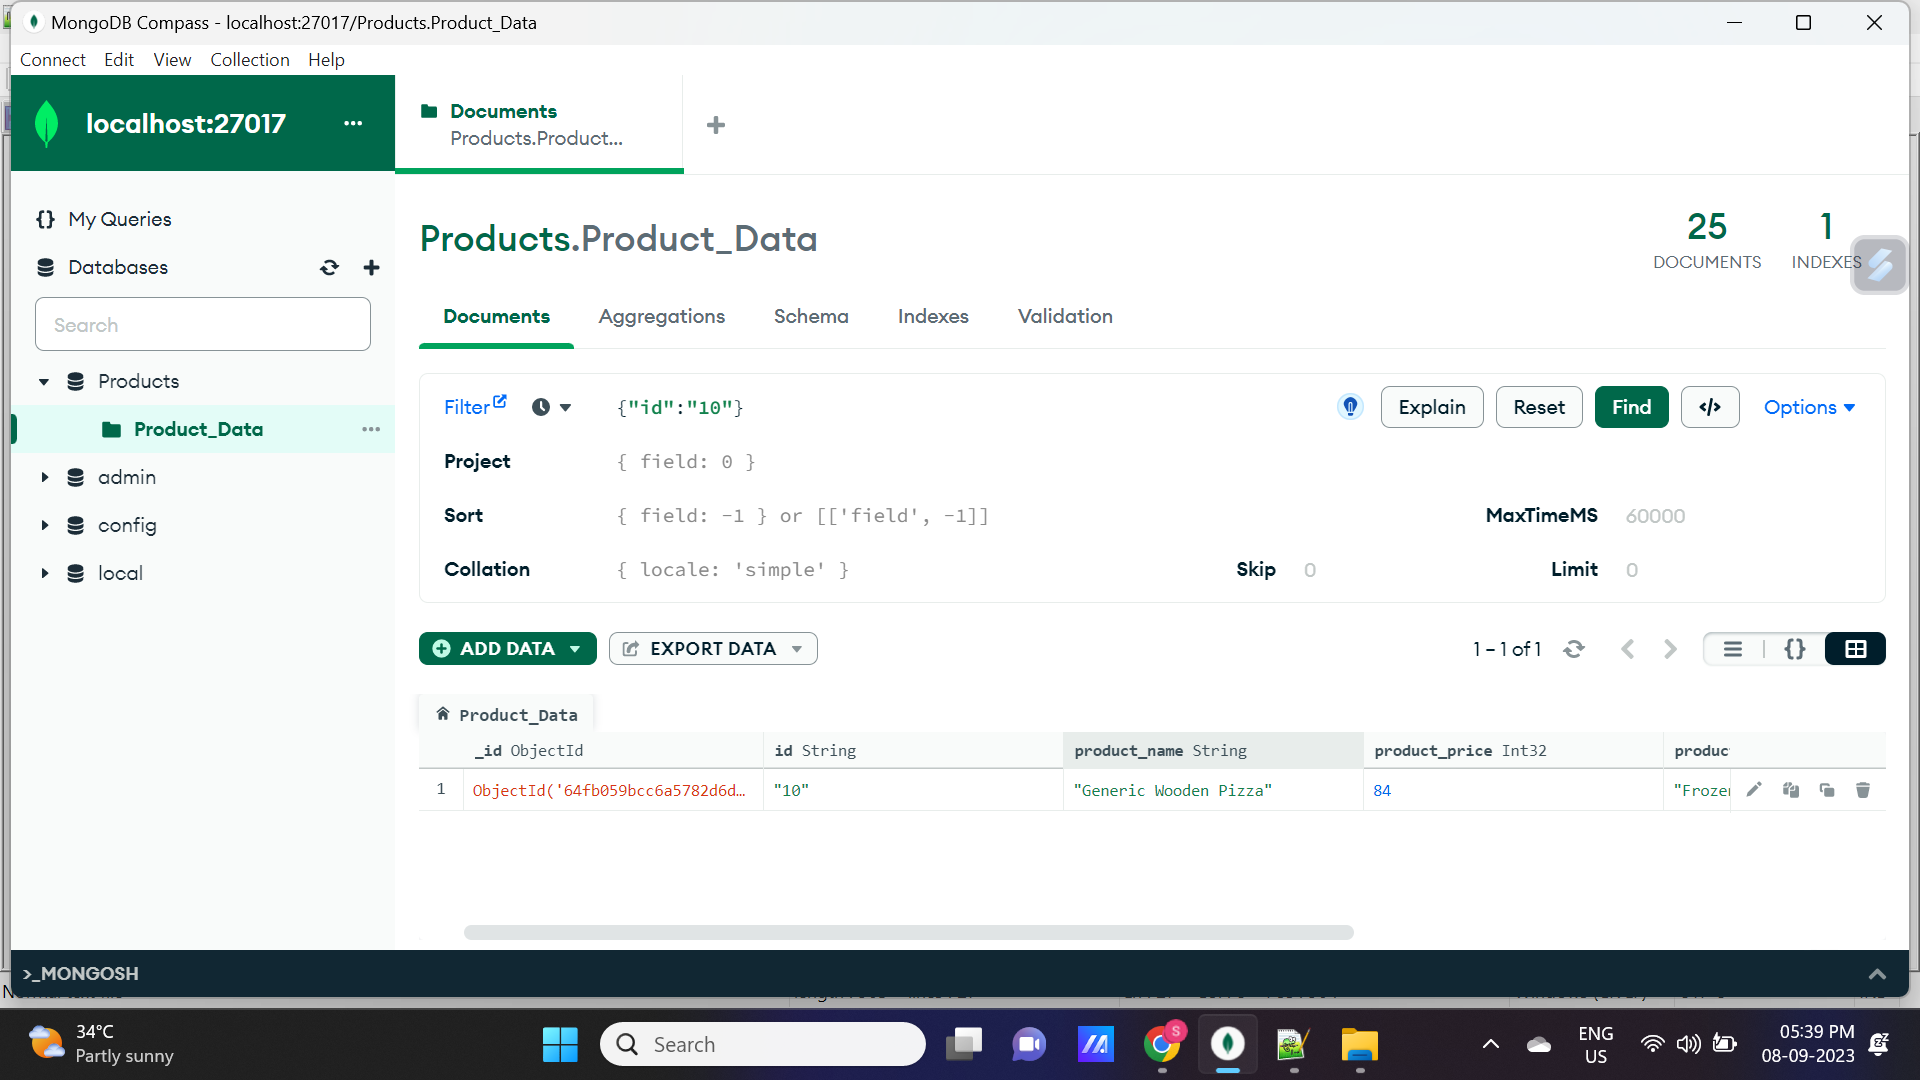 MongoDB Compass - localhost:27017/Products.Product_Data
Connect Edit View Collection Help
localhost:27017 ...
Documents
Products.Product...
My Queries
Databases
Search
Products
Product_Data
admin
config
local
Products.Product_Data
25
DOCUMENTS
1
INDEXES
Documents Aggregations Schema Indexes Validation
Filter {"id":"10"} Explain Reset Find </> Options
Project { field: 0 }
Sort { field: -1 } or [['field', -1]] MaxTimeMS 60000
Collation { locale: 'simple' } Skip 0 Limit 0
ADD DATA EXPORT DATA 1 – 1 of 1 {}
Product_Data
_id ObjectId id String product_name String product_price Int32 produc
1 ObjectId('64fb059bcc6a5782d6d… "10" "Generic Wooden Pizza" 84 "Frozen
>_MONGOSH
34°C
Partly sunny
Search
S
ENG
US
05:39 PM
08-09-2023